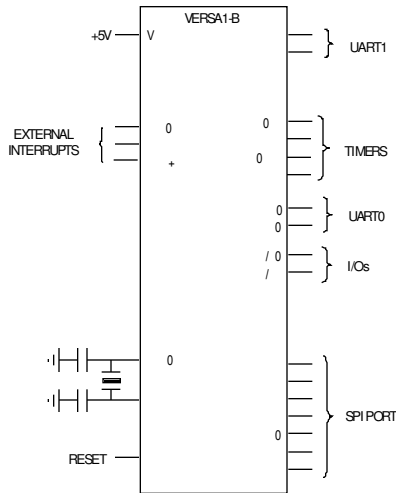 VERSA1-B
+5V V
UART1
EXTERNAL
INTERRUPTS
0
+
0
0
TIMERS
0
0
UART0
/ 0
/
I/Os
0
0
SPI PORT
RESET